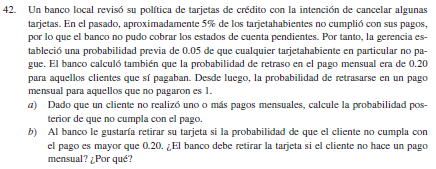 42. Un banco local revisó su política de tarjetas de crédito con la intención de cancelar algunas
tarjetas. En el pasado, aproximadamente 5% de los tarjetahabientes no cumplió con sus pagos,
por lo que el banco no pudo cobrar los estados de cuenta pendientes. Por tanto, la gerencia es-
tableció una probabilidad previa de 0.05 de que cualquier tarjetahabiente en particular no pa-
gue. El banco calculó también que la probabilidad de retraso en el pago mensual era de 0.20
para aquellos clientes que sí pagaban. Desde luego, la probabilidad de retrasarse en un pago
mensual para aquellos que no pagaron es 1.
a) Dado que un cliente no realizó uno o más pagos mensuales, calcule la probabilidad pos-
terior de que no cumpla con el pago.
b) Al banco le gustaría retirar su tarjeta si la probabilidad de que el cliente no cumpla con
el pago es mayor que 0.20. ¿El banco debe retirar la tarjeta si el cliente no hace un pago
mensual? ¿Por qué?